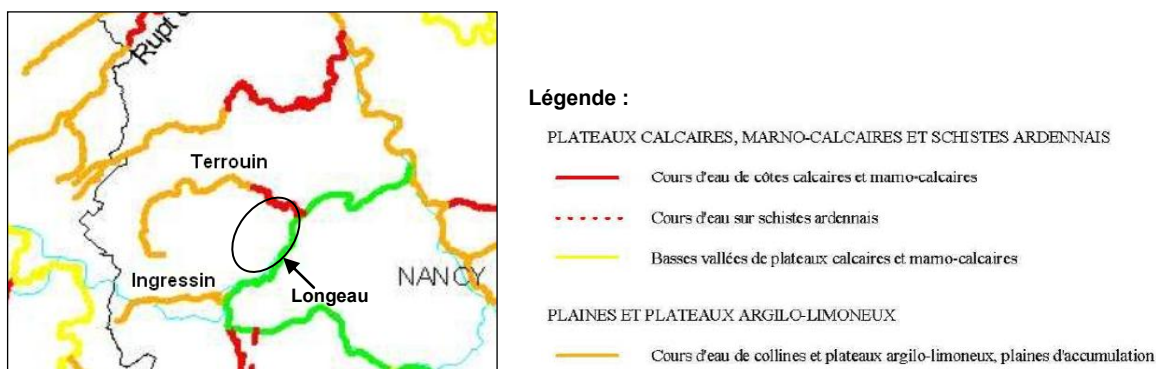 Rupt
Terrouin
Ingressin
Longeau
NANCY
Légende :
PLATEAUX CALCAIRES, MARNO-CALCAIRES ET SCHISTES ARDENNAIS
Cours d'eau de côtes calcaires et marno-calcaires
Cours d'eau sur schistes ardennais
Basses vallées de plateaux calcaires et marno-calcaires
PLAINES ET PLATEAUX ARGILO-LIMONEUX
Cours d'eau de collines et plateaux argilo-limoneux, plaines d'accumulation